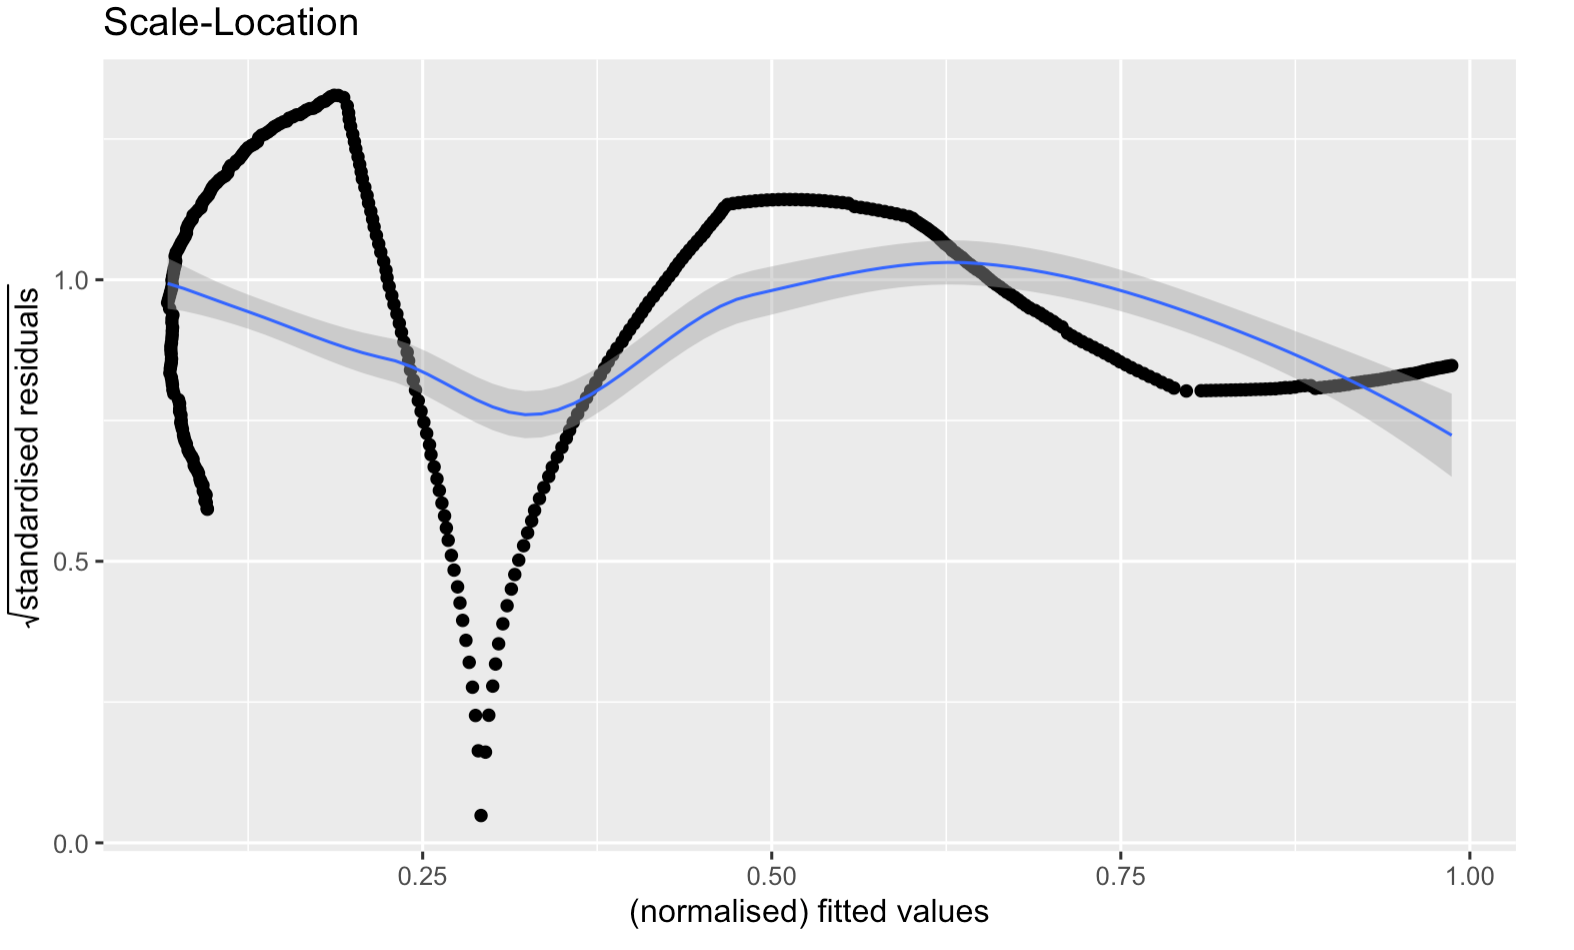 Scale-Location
√standardised residuals
1.0
0.5
0.0
0.25 0.50 0.75 1.00
(normalised) fitted values